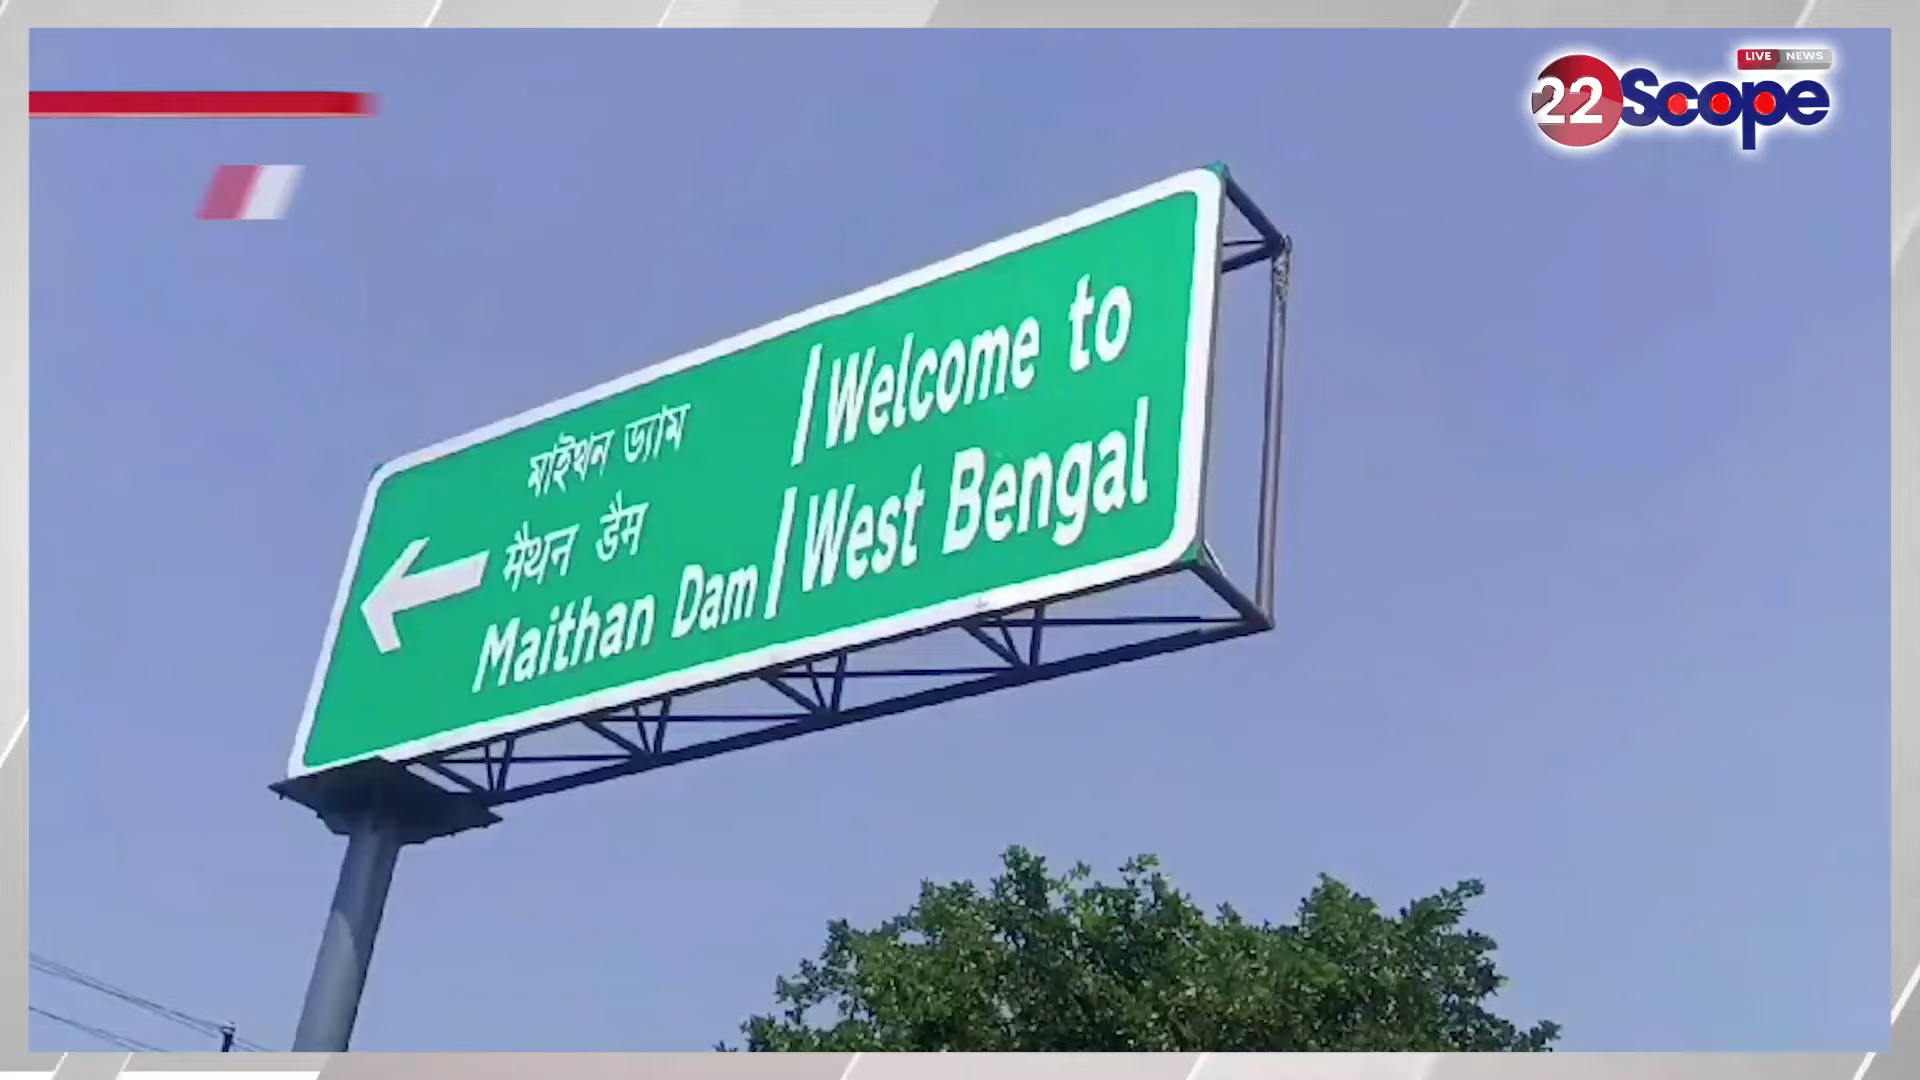 LIVE NEWS
22Scope
মাইথন ড্যাম
मैथन डैम
Maithan Dam
Welcome to
West Bengal